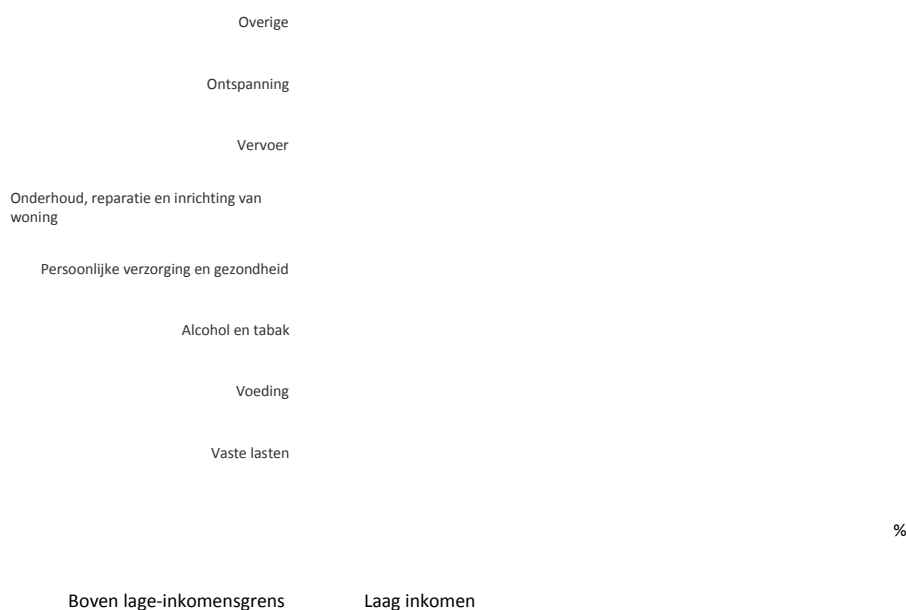 Overige
Ontspanning
Vervoer
Onderhoud, reparatie en inrichting van
woning
Persoonlijke verzorging en gezondheid
Alcohol en tabak
Voeding
Vaste lasten
%
Boven lage-inkomensgrens
Laag inkomen